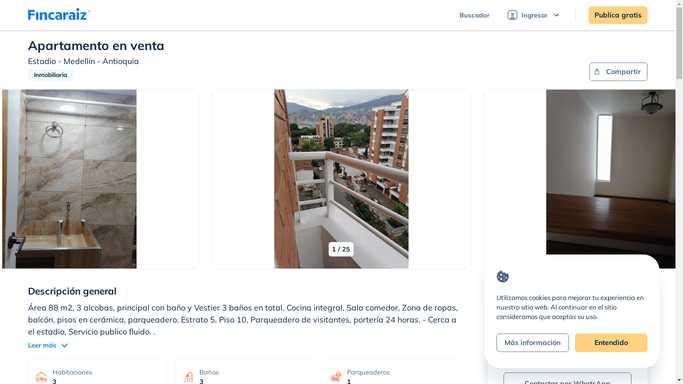 Fincaraiz
Buscador
Ingresar
Publica gratis
Apartamento en venta
Estadio - Medellín - Antioquia
Inmobiliaria
Compartir
1 / 25
Descripción general
Área 88 m2, 3 alcobas, principal con baño y Vestier 3 baños en total, Cocina integral, Sala comedor, Zona de ropas,
balcón, pisos en cerámica, parqueadero. Estrato 5, Piso 10, Parqueadero de visitantes, portería 24 horas. - Cerca a
el estadio, Servicio publico fluido. .
Leer más
Habitaciones
3
Baños
3
Parqueaderos
1
Utilizamos cookies para mejorar tu experiencia en
nuestro sitio web. Al continuar en el sitio
consideramos que aceptas su uso.
Más información
Entendido
Contactar por WhatsApp